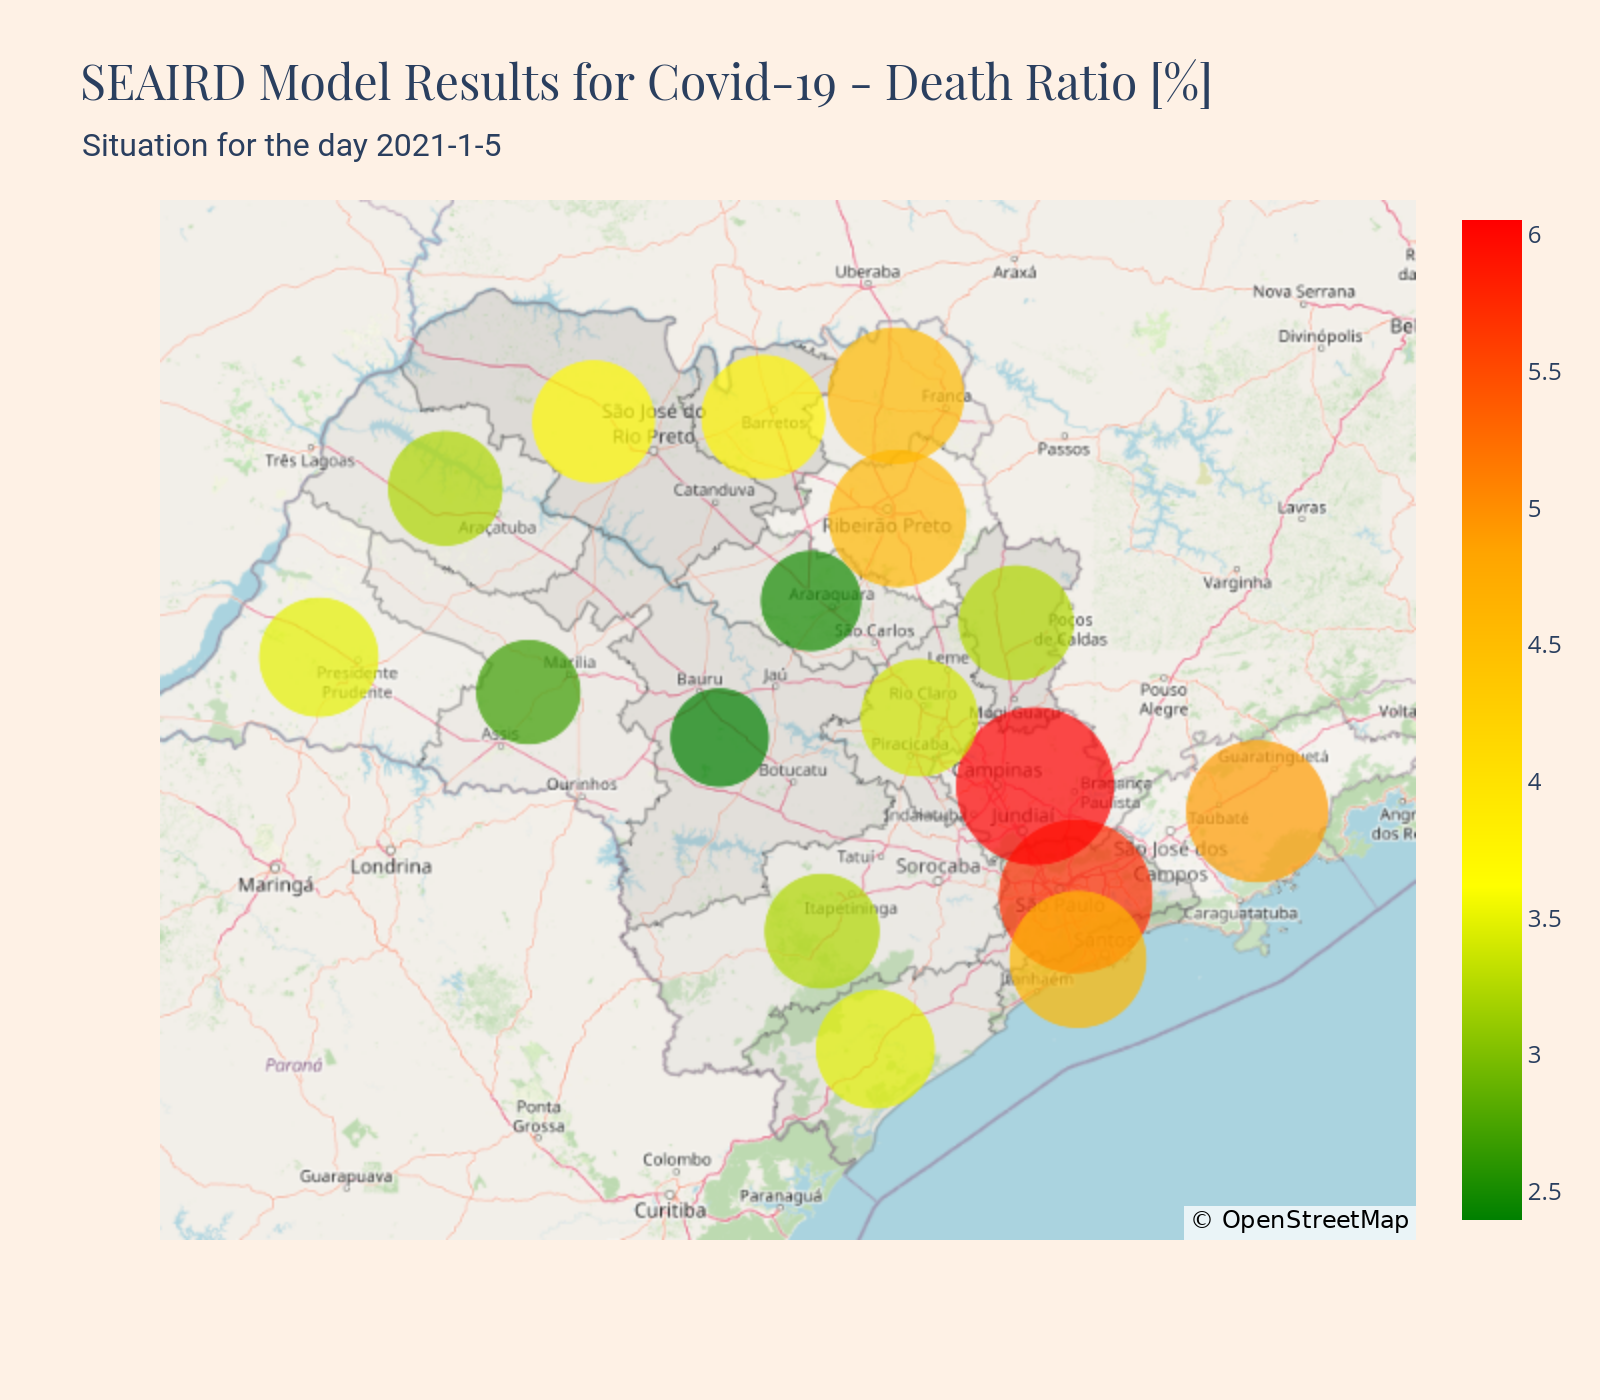 SEAIRD Model Results for Covid-19 - Death Ratio [%]
Situation for the day 2021-1-5
Uberaba
Araxá
Nova Serrana
Divinópolis
Bel
R
da
Franca
São José do
Rio Preto
Barretos
Passos
Três Lagoas
Catanduva
Araçatuba
Ribeirão Preto
Lavras
Varginha
Araraquara
São Carlos
Poços
de Caldas
Leme
Presidente
Prudente
Marília
Bauru
Jaú
Rio Claro
Mogi Guaçu
Pouso
Alegre
Volta
Assis
Piracicaba
Guaratinguetá
Ourinhos
Botucatu
Campinas
Bragança
Paulista
Indaiatuba
Jundiaí
Taubaté
Angr
dos Re
Londrina
Maringá
Tatuí
Sorocaba
São José dos
Campos
Itapetininga
São Paulo
Caraguatatuba
Santos
Itanhaém
Paraná
Ponta
Grossa
Guarapuava
Colombo
Curitiba
Paranaguá
© OpenStreetMap
6
5.5
5
4.5
4
3.5
3
2.5